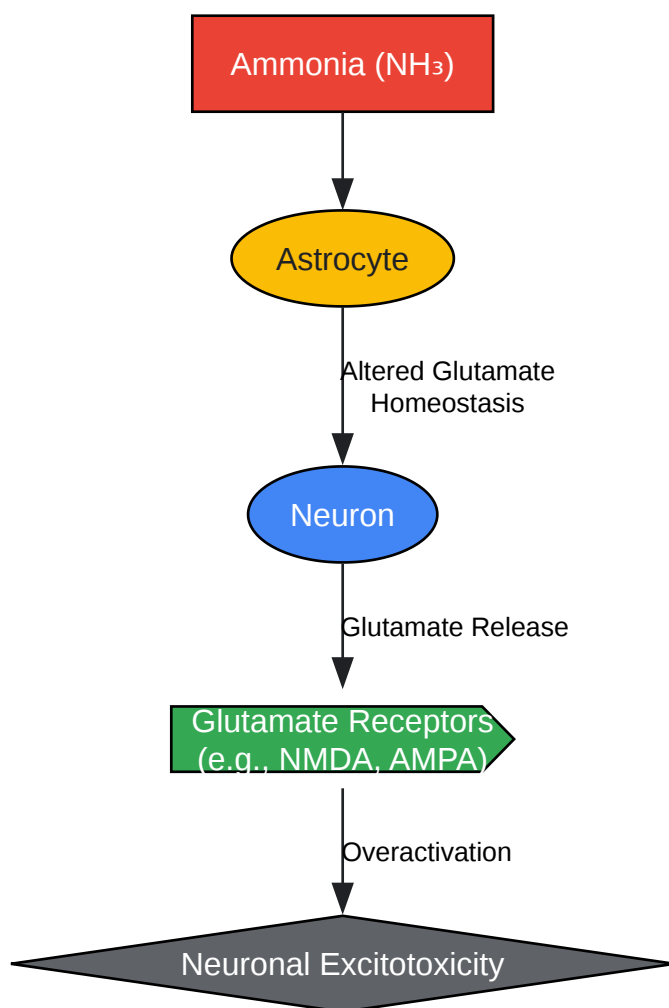 Ammonia (NH₃)
Astrocyte
Altered Glutamate
Homeostasis
Neuron
Glutamate Release
Glutamate Receptors
(e.g., NMDA, AMPA)
Overactivation
Neuronal Excitotoxicity